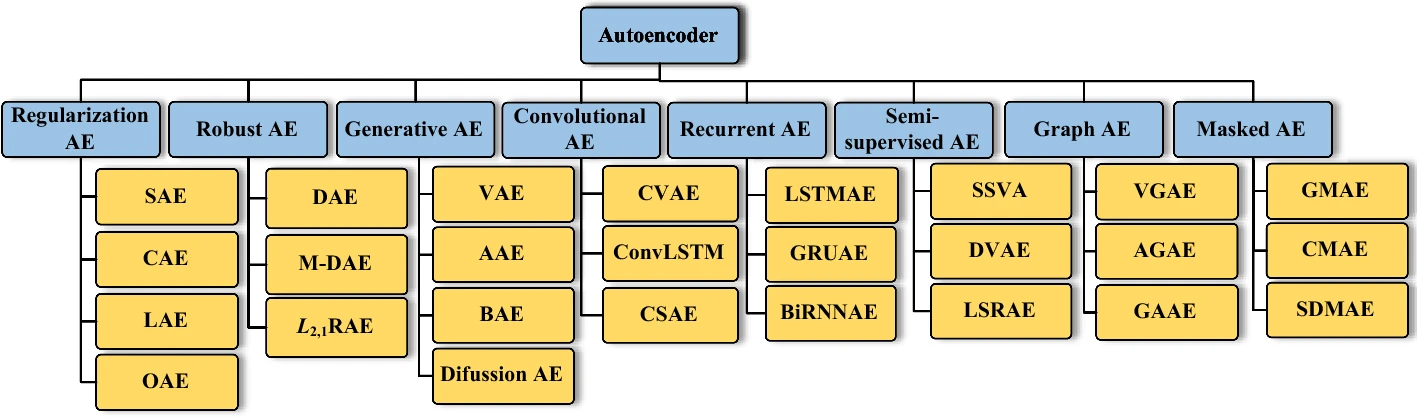 Autoencoder
Regularization
AE
Robust AE
Generative AE
Convolutional
AE
Recurrent AE
Semi-
supervised AE
Graph AE
Masked AE
SAE
CAE
LAE
OAE
DAE
M-DAE
L2,1RAE
VAE
AAE
BAE
Difussion AE
CVAE
ConvLSTM
CSAE
LSTMAE
GRUAE
BiRNNAE
SSVA
DVAE
LSRAE
VGAE
AGAE
GAAE
GMAE
CMAE
SDMAE